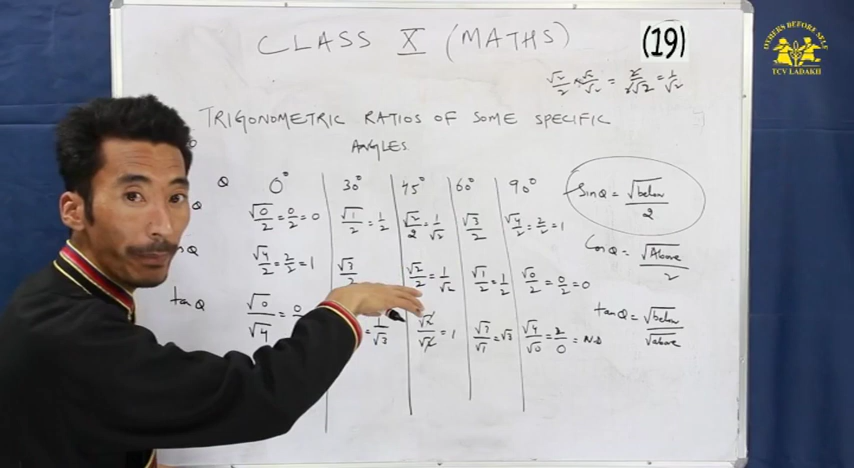 CLASS X (MATHS)
(19)
OTHERS BEFORE SELF
TCV LADAKH
√2/2 × √2/√2 = 2/2√2 = 1/√2
TRIGONOMETRIC RATIOS OF SOME SPECIFIC
ANGLES.
Q 0° 30° 45° 60° 90°
Q √0/2 = 0/2 = 0 √1/2 = 1/2 √2/2 = 1/√2 √3/2 √4/2 = 2/2 = 1
SinQ = √below/2
Q √4/2 = 2/2 = 1 √3/2 √2/2 = 1/√2 √1/2 = 1/2 √0/2 = 0/2 = 0
CosQ = √Above/2
tanQ √0/√4 = 0 = 1/√3 √2/√2 = 1 √3/√1 = √3 √4/√0 = 2/0 = N.D
tanQ = √below/√above